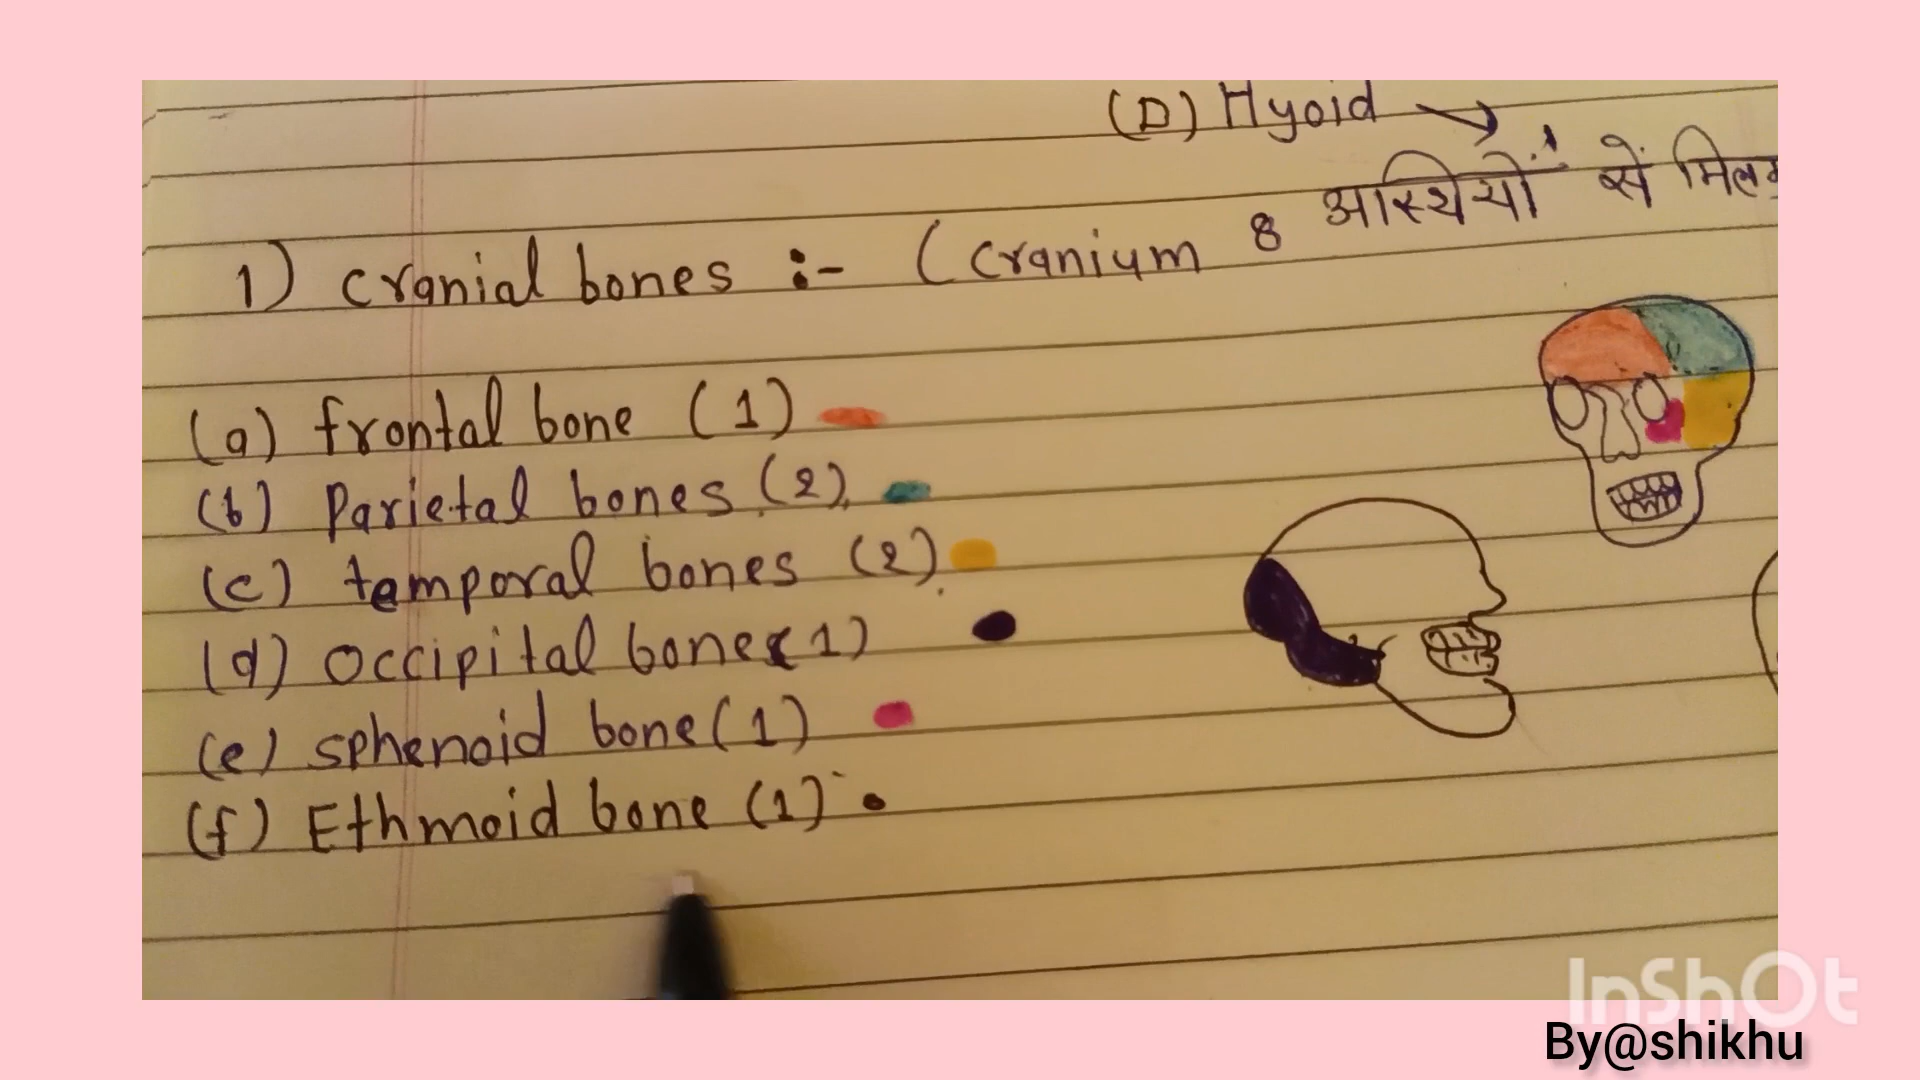 (D) Hyoid →
1) cranial bones :- ( cranium 8 अस्थियों से
(a) frontal bone (1)
(b) Parietal bones (2)
(c) temporal bones (2)
(d) Occipital bone (1)
(e) sphenoid bone (1)
(f) Ethmoid bone (1)
InShOt
By@shikhu